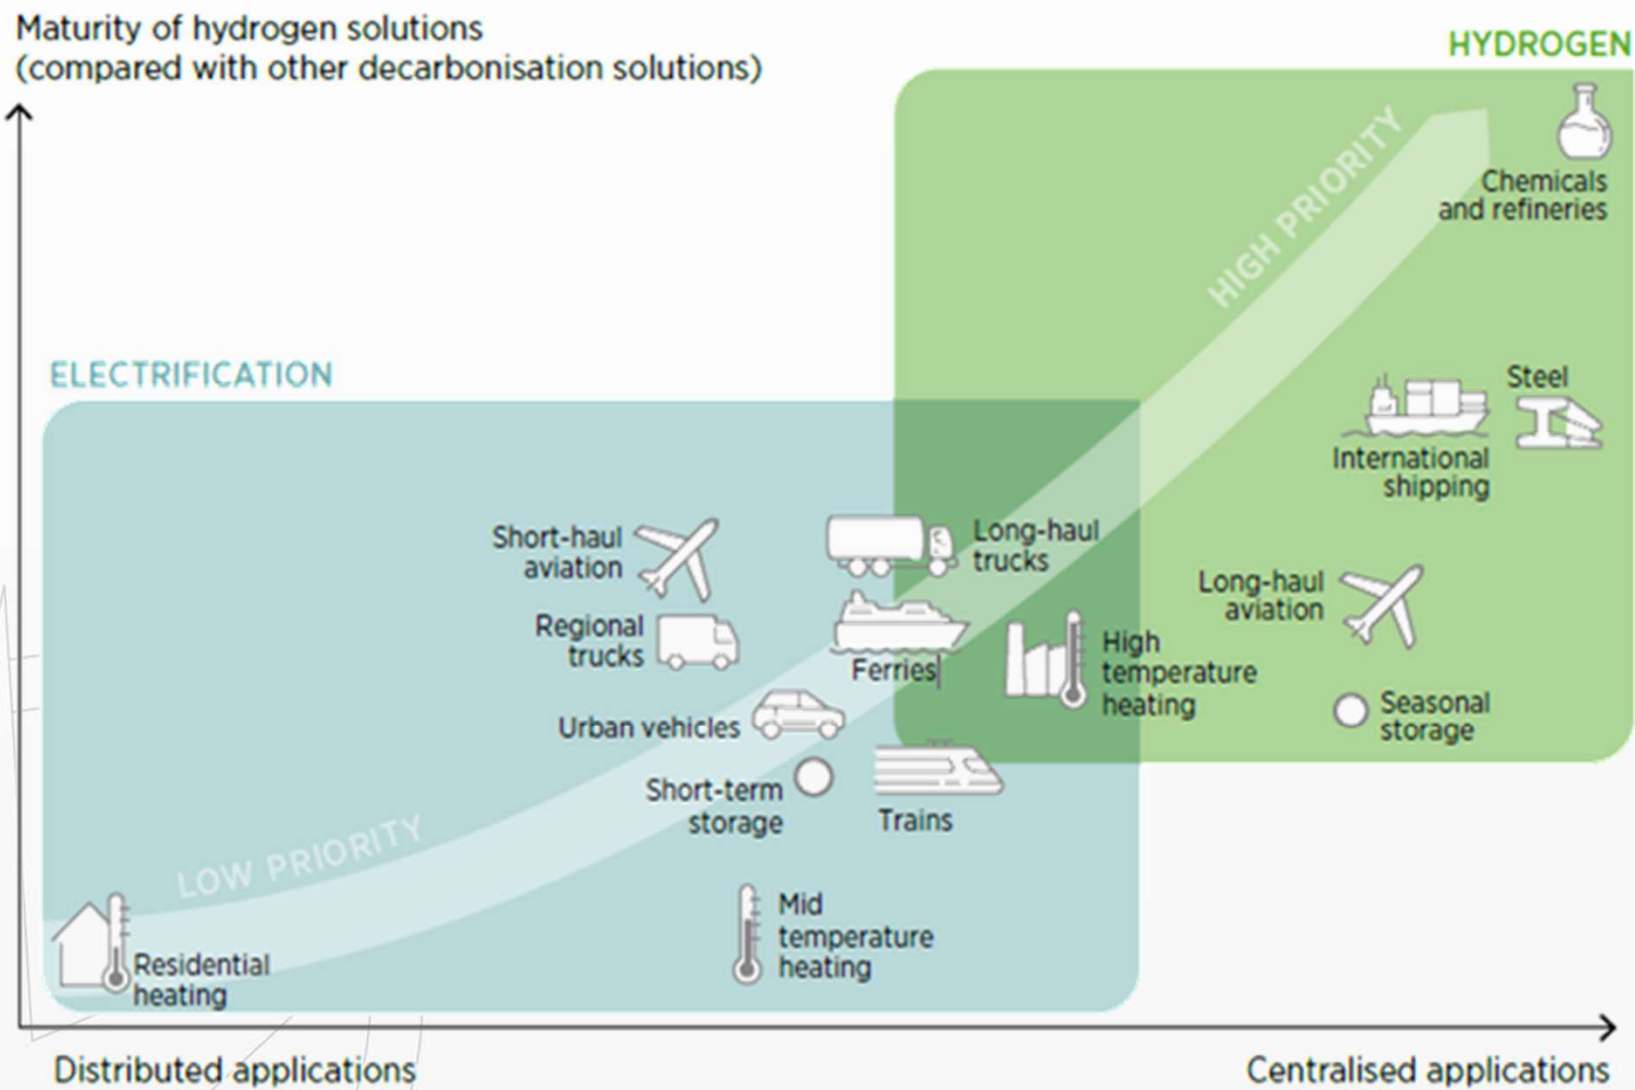 Maturity of hydrogen solutions
(compared with other decarbonisation solutions)
HYDROGEN
HIGH PRIORITY
Chemicals
and refineries
ELECTRIFICATION
Steel
International
shipping
Short-haul
aviation
Long-haul
trucks
Long-haul
aviation
Regional
trucks
Ferries
High
temperature
heating
Urban vehicles
Seasonal
storage
Short-term
storage
Trains
LOW PRIORITY
Mid
temperature
heating
Residential
heating
Distributed applications
Centralised applications